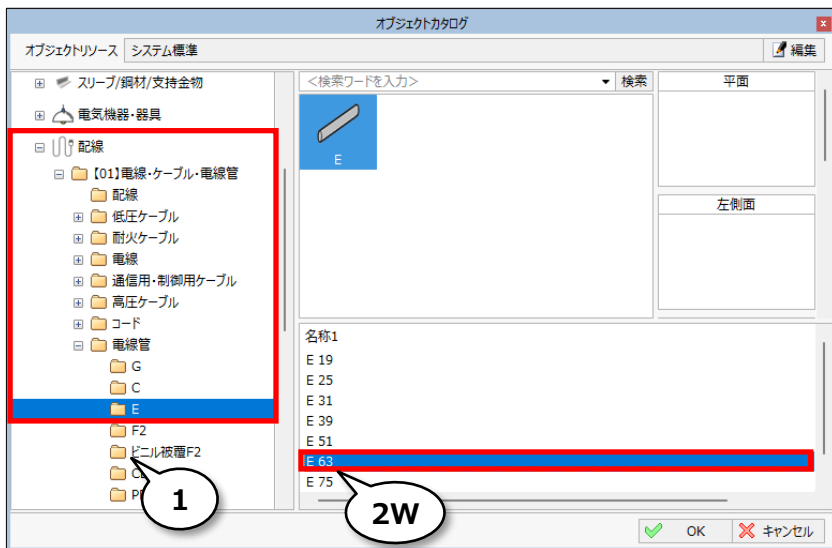 オブジェクトカタログ
オブジェクトリソース システム標準 編集
スリーブ/鋼材/支持金物
電気機器・器具
配線
【01】電線・ケーブル・電線管
配線
低圧ケーブル
耐火ケーブル
電線
通信用・制御用ケーブル
高圧ケーブル
コード
電線管
G
C
E
F2
ビニル被覆F2
1
<検索ワードを入力> 検索
E
平面
左側面
名称1
E 19
E 25
E 31
E 39
E 51
E 63
E 75
2W
OK キャンセル